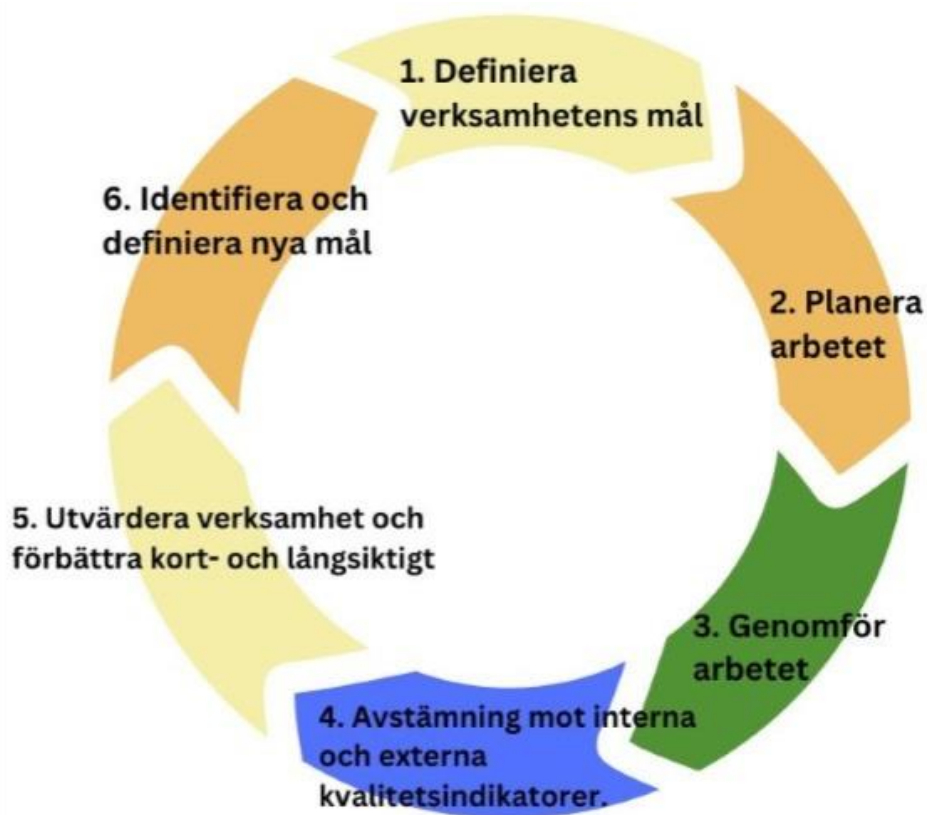 1. Definiera
verksamhetens mål
2. Planera
arbetet
3. Genomför
arbetet
4. Avstämning mot interna
och externa
kvalitetsindikatorer.
5. Utvärdera verksamhet och
förbättra kort- och långsiktigt
6. Identifiera och
definiera nya mål